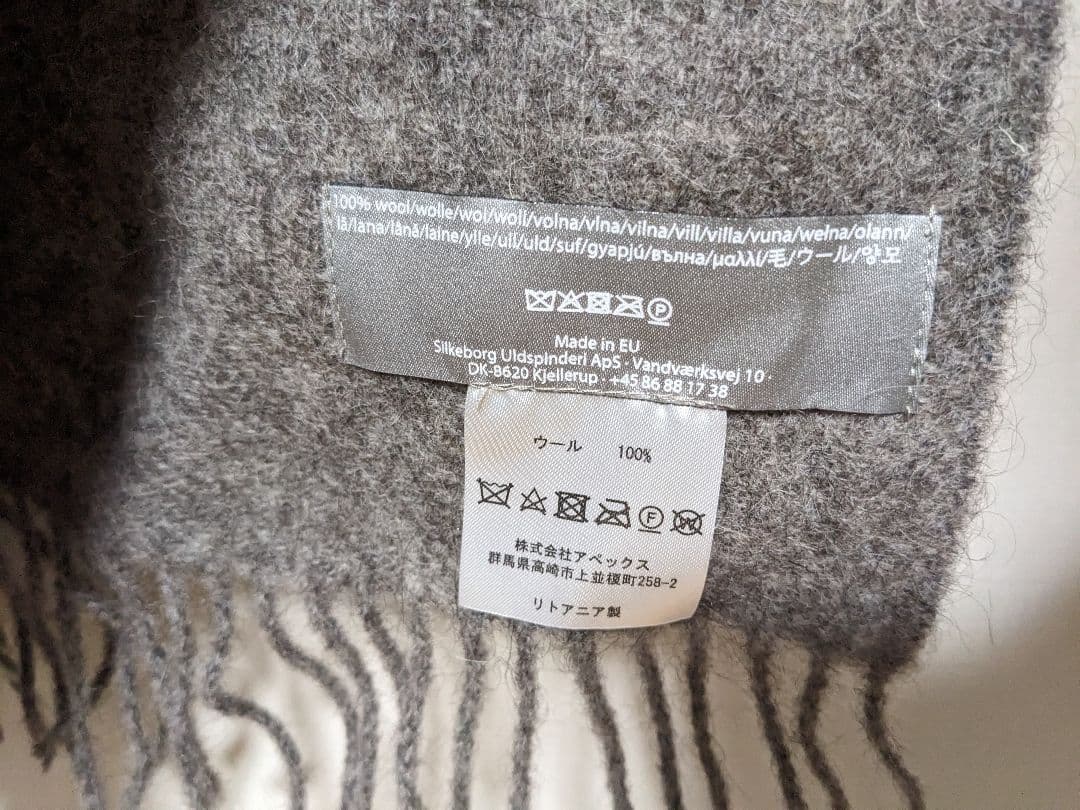 100% wool/wolle/wol/woll/volna/vlna/vilna/vill/villa/vuna/wełna/olann/
lã/lana/lână/laine/ylle/uil/uld/suf/gyapjú/вълна/μαλλί/毛/ウール/양모
P
Made in EU
Silkeborg Uldspinderi ApS · Vandværksvej 10 ·
DK-8620 Kjellerup · +45 86 88 17 38
ウール 100%
F W
株式会社アペックス
群馬県高崎市上並榎町258-2
リトアニア製